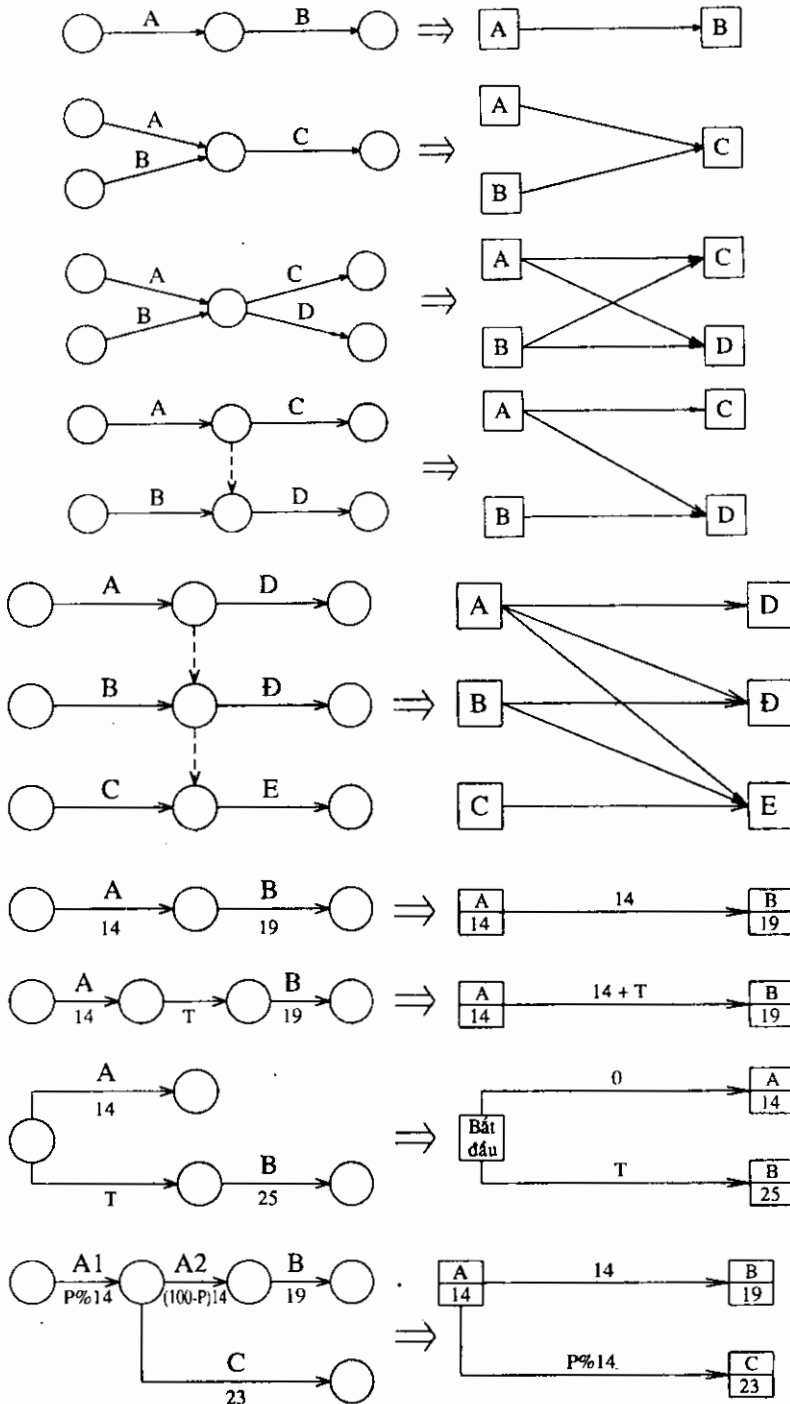 A B A B
A A
C C
B B
A C A C
B D B D
A C A C
B D B D
A D A D
B Đ B Đ
C E C E
A B A 14 B
14 19 14 19
A B A 14 + T B
14 T 19 14 19
A 0 A
14 14
Bắt
đầu
B T B
T 25 25
A1 A2 B A 14 B
P%14 (100-P)14 19 14 19
C P%14 C
23 23